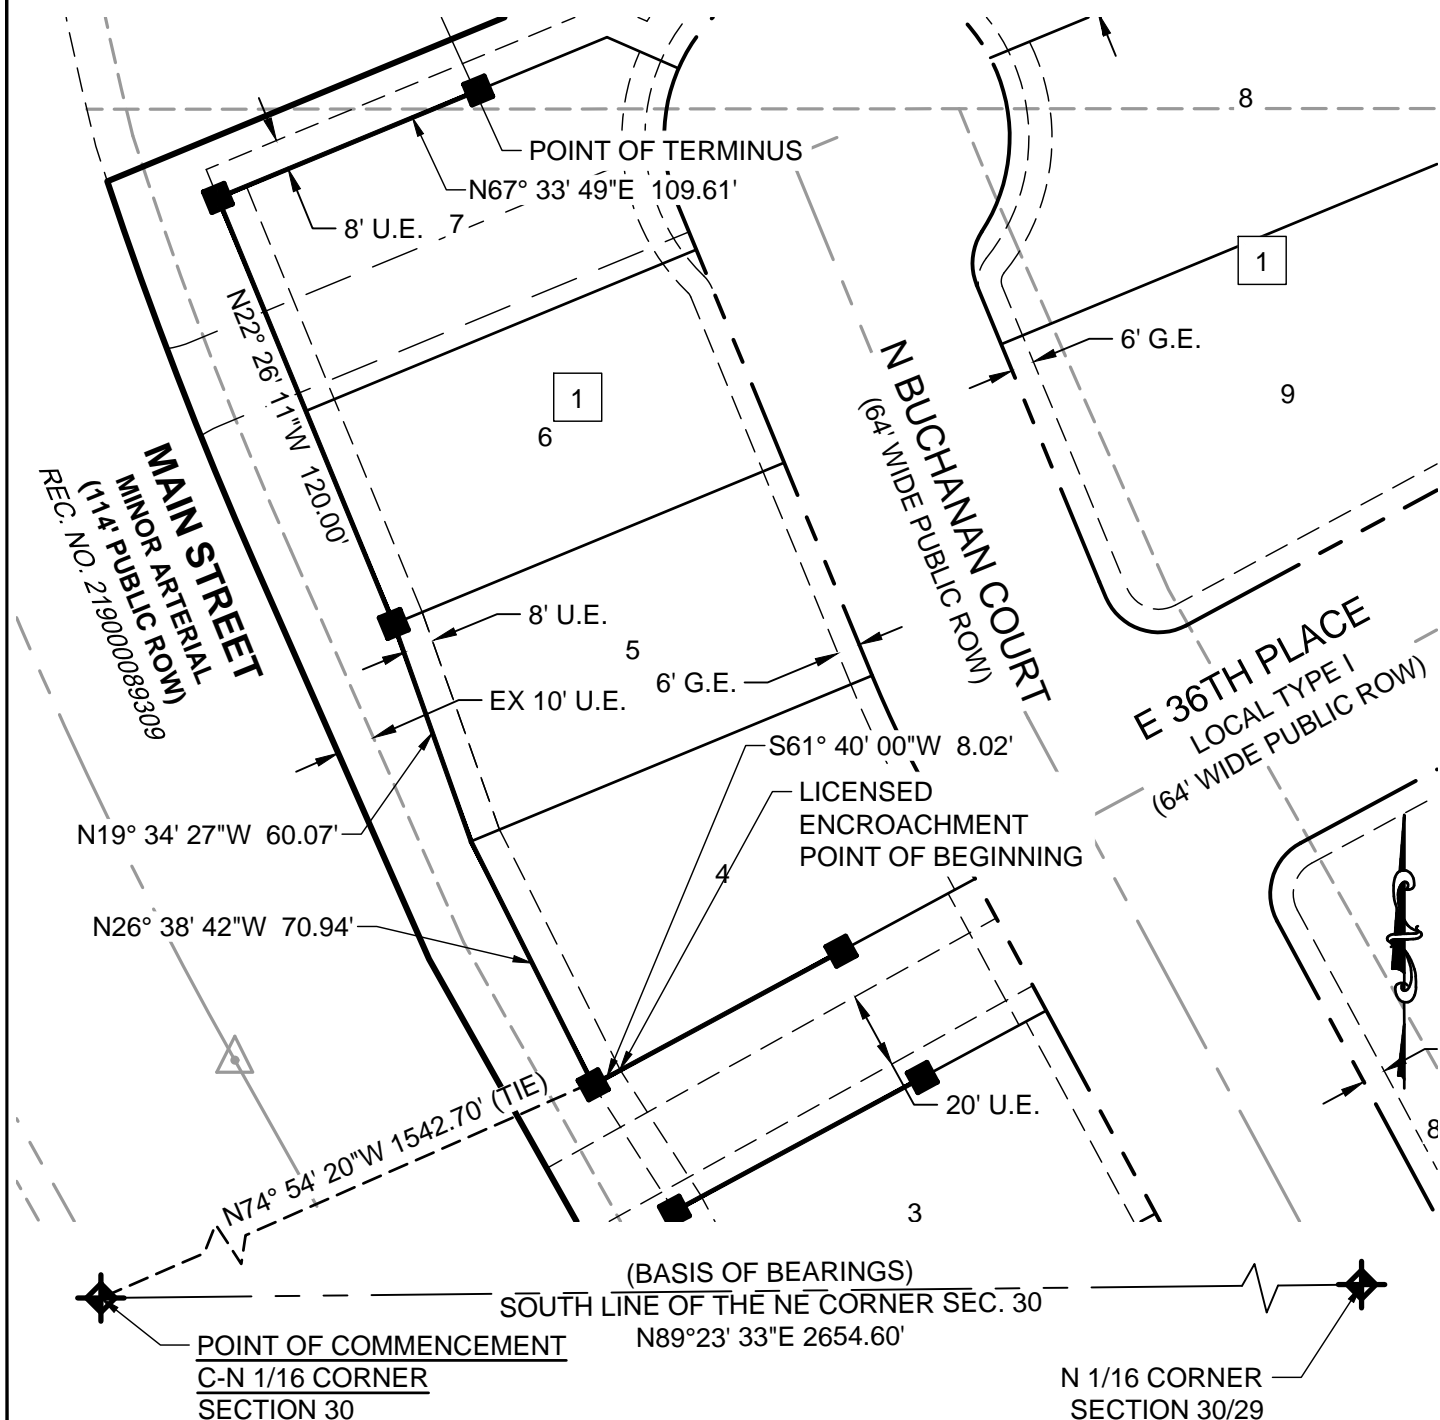 8
POINT OF TERMINUS
N67° 33' 49"E  109.61'
8' U.E.
7
1
6' G.E.
9
N22° 26' 11"W  120.00'
1
6
N BUCHANAN COURT
(64' WIDE PUBLIC ROW)
MAIN STREET
MINOR ARTERIAL
(114' PUBLIC ROW)
REC. NO. 2190000089309
8' U.E.
5
6' G.E.
EX 10' U.E.
E 36TH PLACE
LOCAL TYPE I
(64' WIDE PUBLIC ROW)
S61° 40' 00"W  8.02'
LICENSED
ENCROACHMENT
POINT OF BEGINNING
N19° 34' 27"W  60.07'
4
N26° 38' 42"W  70.94'
20' U.E.
8
N74° 54' 20"W 1542.70' (TIE)
3
(BASIS OF BEARINGS)
SOUTH LINE OF THE NE CORNER SEC. 30
N89°23' 33"E 2654.60'
POINT OF COMMENCEMENT
C-N 1/16 CORNER
SECTION 30
N 1/16 CORNER
SECTION 30/29